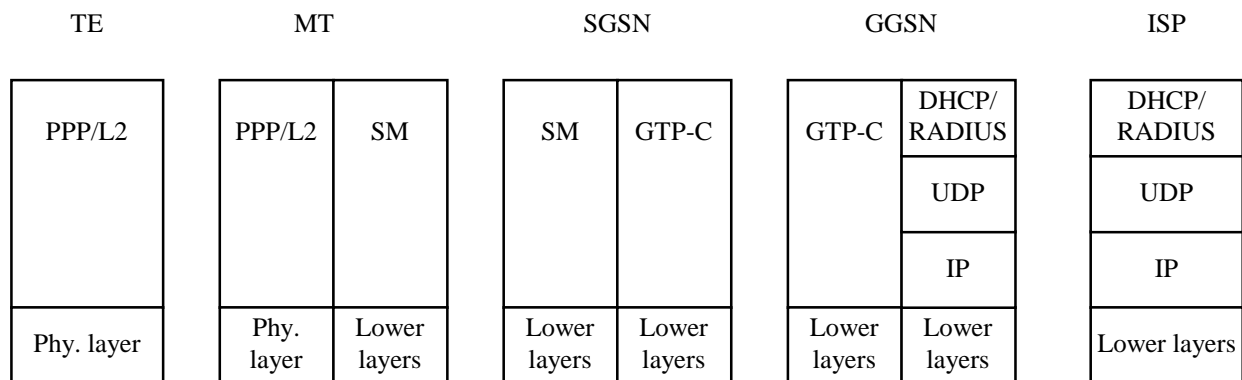 TE
MT
SGSN
GGSN
ISP
PPP/L2
PPP/L2
SM
SM
GTP-C
GTP-C
DHCP/
RADIUS
DHCP/
RADIUS
UDP
UDP
IP
IP
Phy. layer
Phy.
layer
Lower
layers
Lower
layers
Lower
layers
Lower
layers
Lower
layers
Lower layers